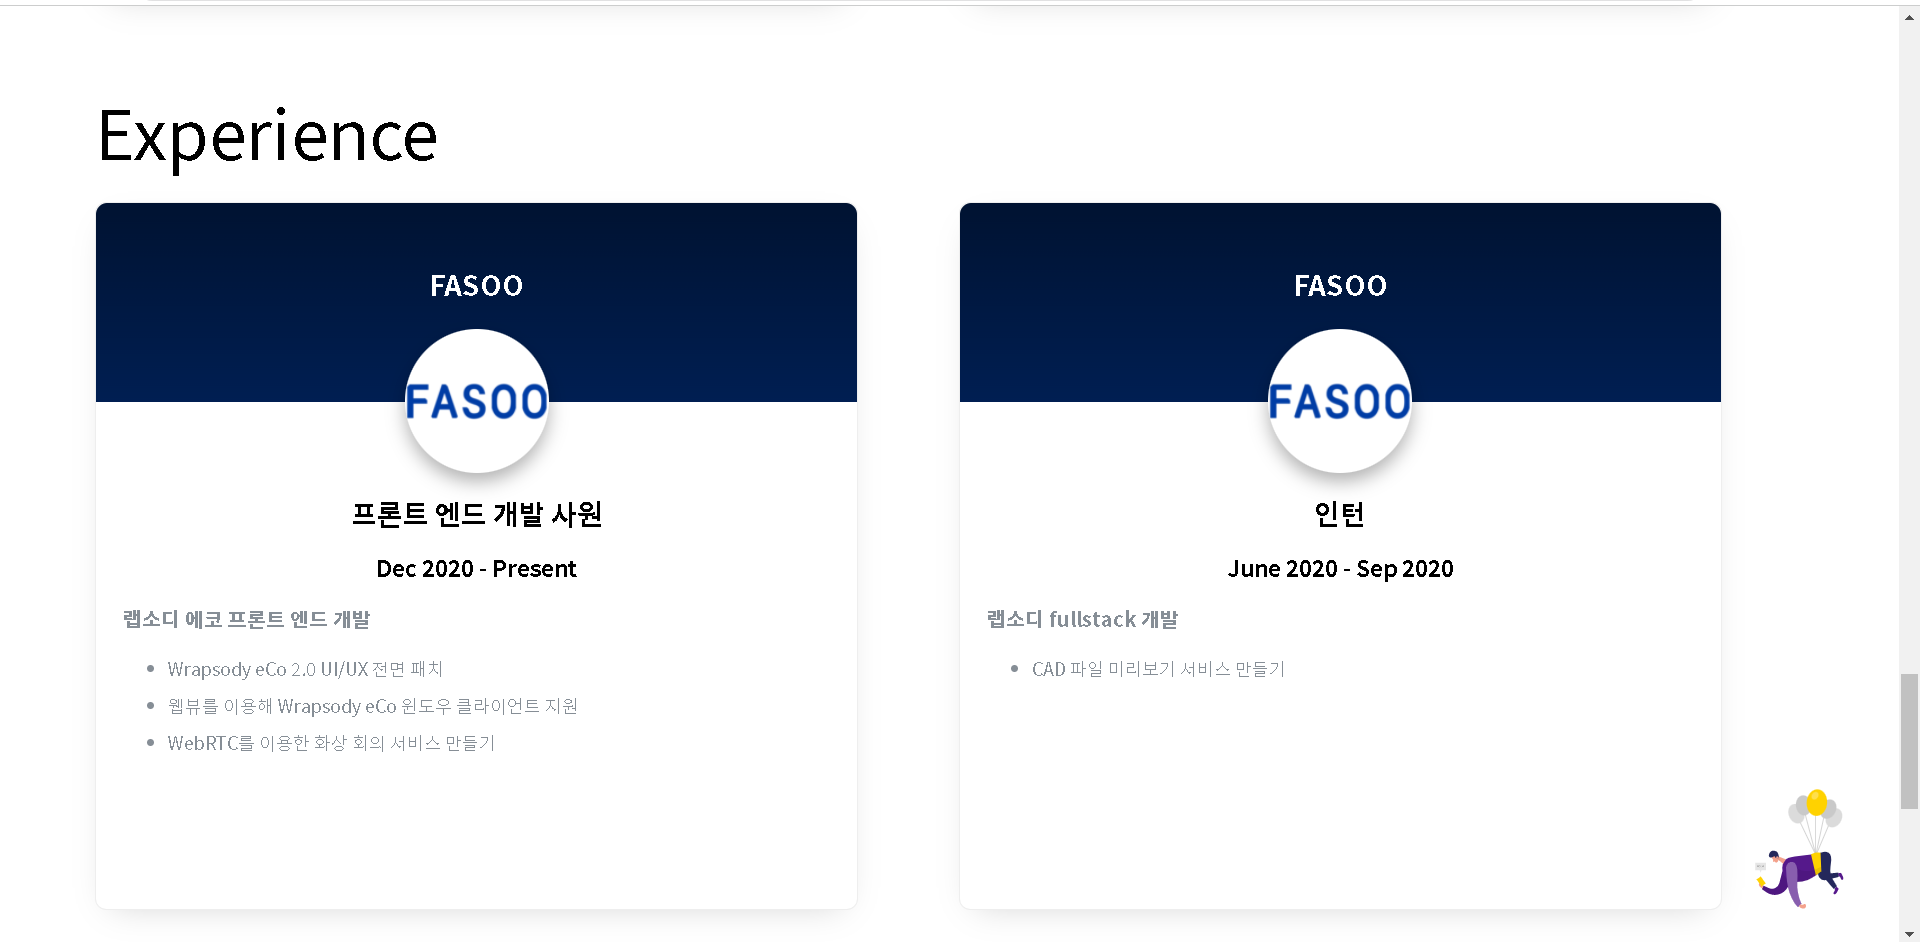 Experience
FASOO
FASOO
프론트 엔드 개발 사원
Dec 2020 - Present
랩소디 에코 프론트 엔드 개발
Wrapsody eCo 2.0 UI/UX 전면 패치
웹뷰를 이용해 Wrapsody eCo 윈도우 클라이언트 지원
WebRTC를 이용한 화상 회의 서비스 만들기
FASOO
FASOO
인턴
June 2020 - Sep 2020
랩소디 fullstack 개발
CAD 파일 미리보기 서비스 만들기